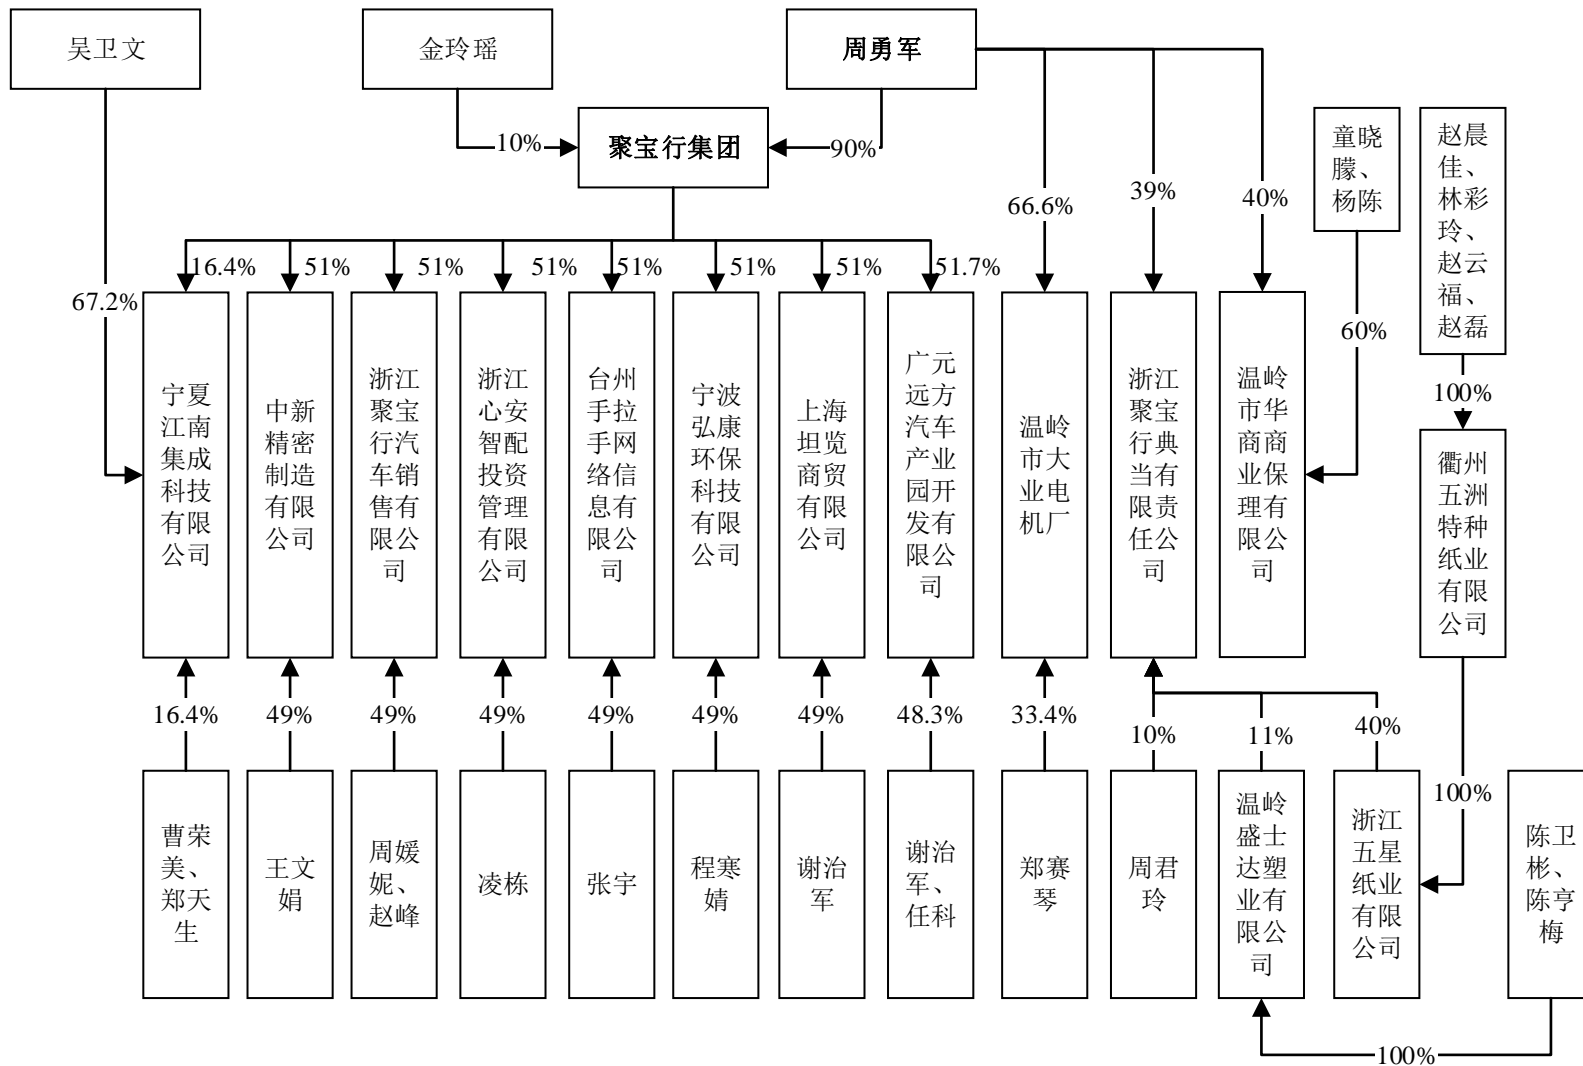 吴卫文
金玲瑶
周勇军
10%
聚宝行集团
90%
童晓
朦、
杨陈
赵晨
佳、
林彩
玲、
赵云
福、
赵磊
66.6%
39%
40%
16.4%
51%
51%
51%
51%
51%
51%
51.7%
67.2%
60%
100%
宁夏
江南
集成
科技
有限
公司
中新
精密
制造
有限
公司
浙江
聚宝
行汽
车销
售有
限公
司
浙江
心安
智配
投资
管理
有限
公司
台州
手拉
手网
络信
息有
限公
司
宁波
弘康
环保
科技
有限
公司
上海
坦览
商贸
有限
公司
广元
远方
汽车
产业
园开
发有
限公
司
温岭
市大
业电
机厂
浙江
聚宝
行典
当有
限责
任公
司
温岭
市华
商商
业保
理有
限公
司
衢州
五洲
特种
纸业
有限
公司
16.4%
49%
49%
49%
49%
49%
49%
48.3%
33.4%
10%
11%
40%
100%
曹荣
美、
郑天
生
王文
娟
周媛
妮、
赵峰
凌栋
张宇
程寒
婧
谢治
军
谢治
军、
任科
郑赛
琴
周君
玲
温岭
盛士
达塑
业有
限公
司
浙江
五星
纸业
有限
公司
陈卫
彬、
陈亨
梅
100%